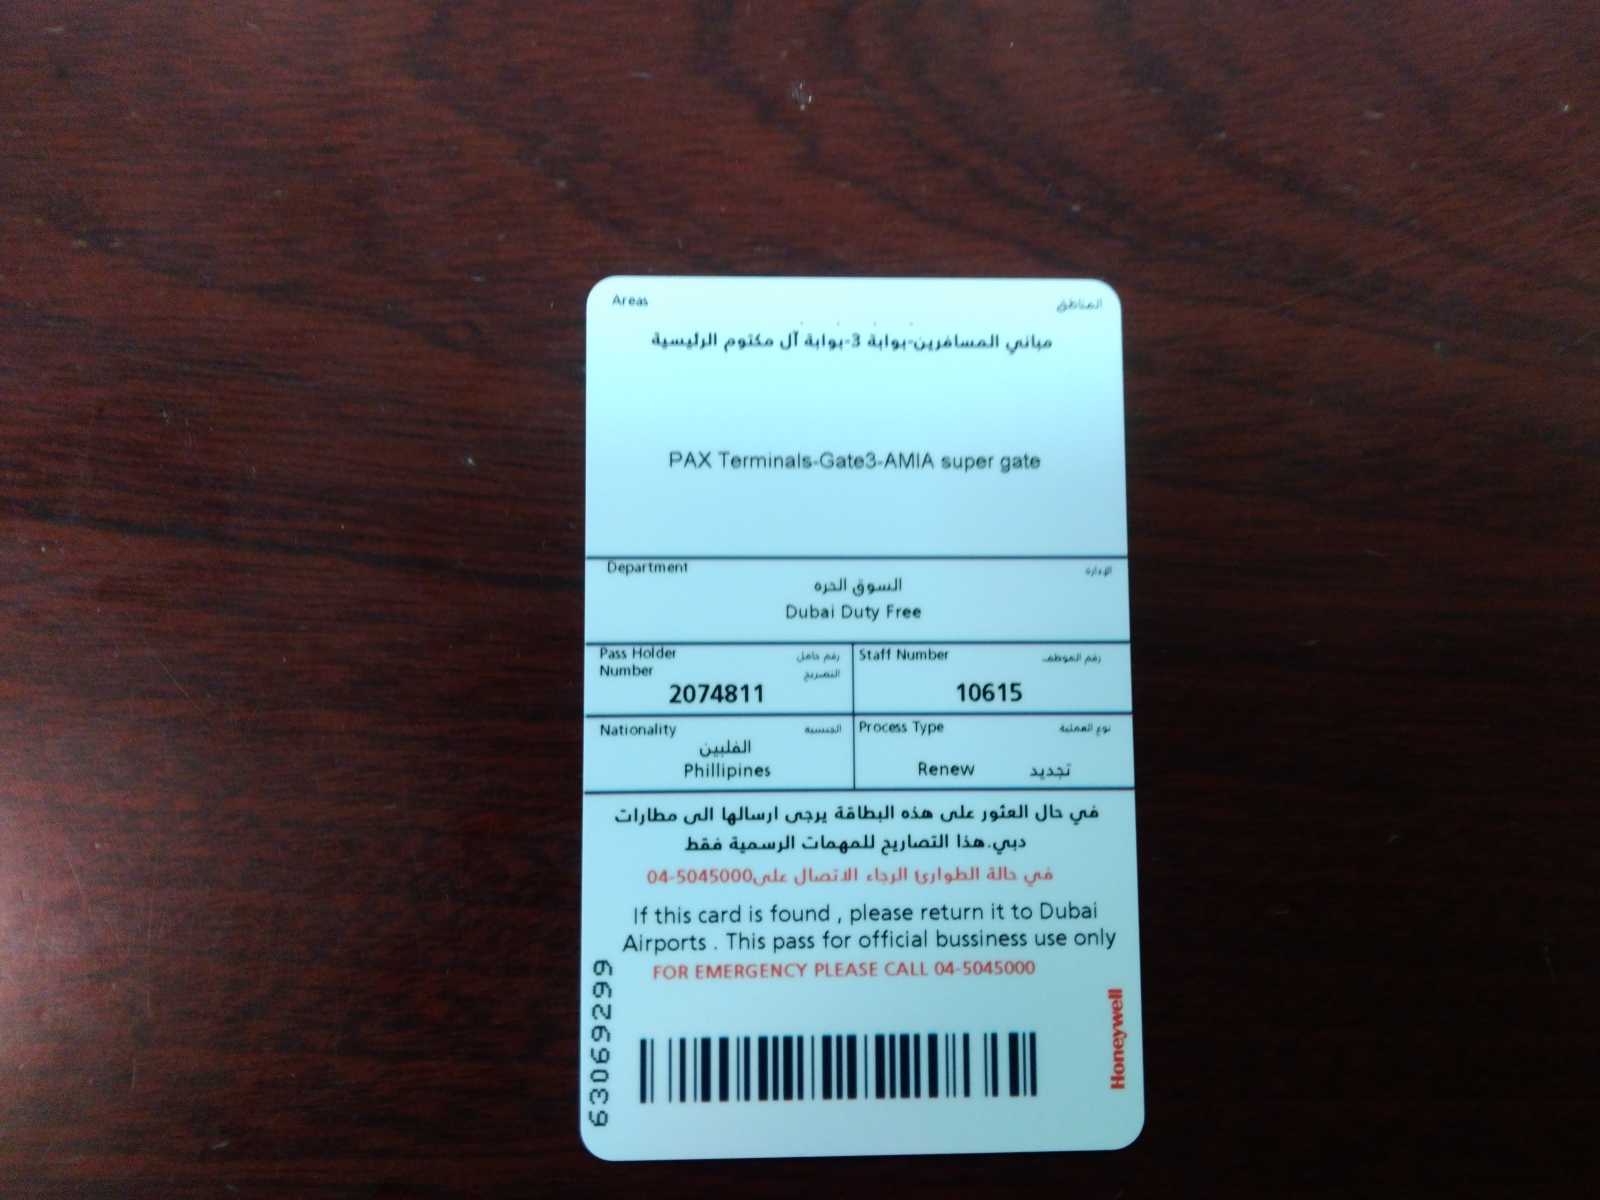 Areas المناطق
مباني المسافرين-بوابة 3-بوابة آل مكتوم الرئيسية
PAX Terminals-Gate3-AMIA super gate
Department الإدارة
السوق الحره
Dubai Duty Free
Pass Holder رقم حامل
Number التصريح
2074811
Staff Number رقم الموظف
10615
Nationality الجنسية
الفلبين
Phillipines
Process Type نوع العملية
Renew تجديد
في حال العثور على هذه البطاقة يرجى ارسالها الى مطارات
دبي.هذا التصاريح للمهمات الرسمية فقط
في حالة الطوارئ الرجاء الاتصال على04-5045000
If this card is found , please return it to Dubai
Airports . This pass for official bussiness use only
FOR EMERGENCY PLEASE CALL 04-5045000
63069299
Honeywell